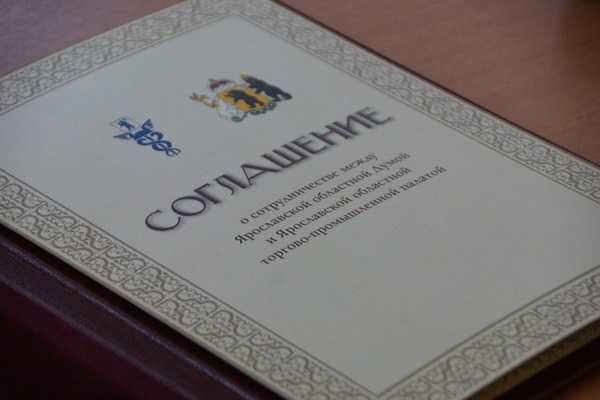 СОГЛАШЕНИЕ
о сотрудничестве между
Ярославской областной Думой
и Ярославской областной
торгово-промышленной палатой